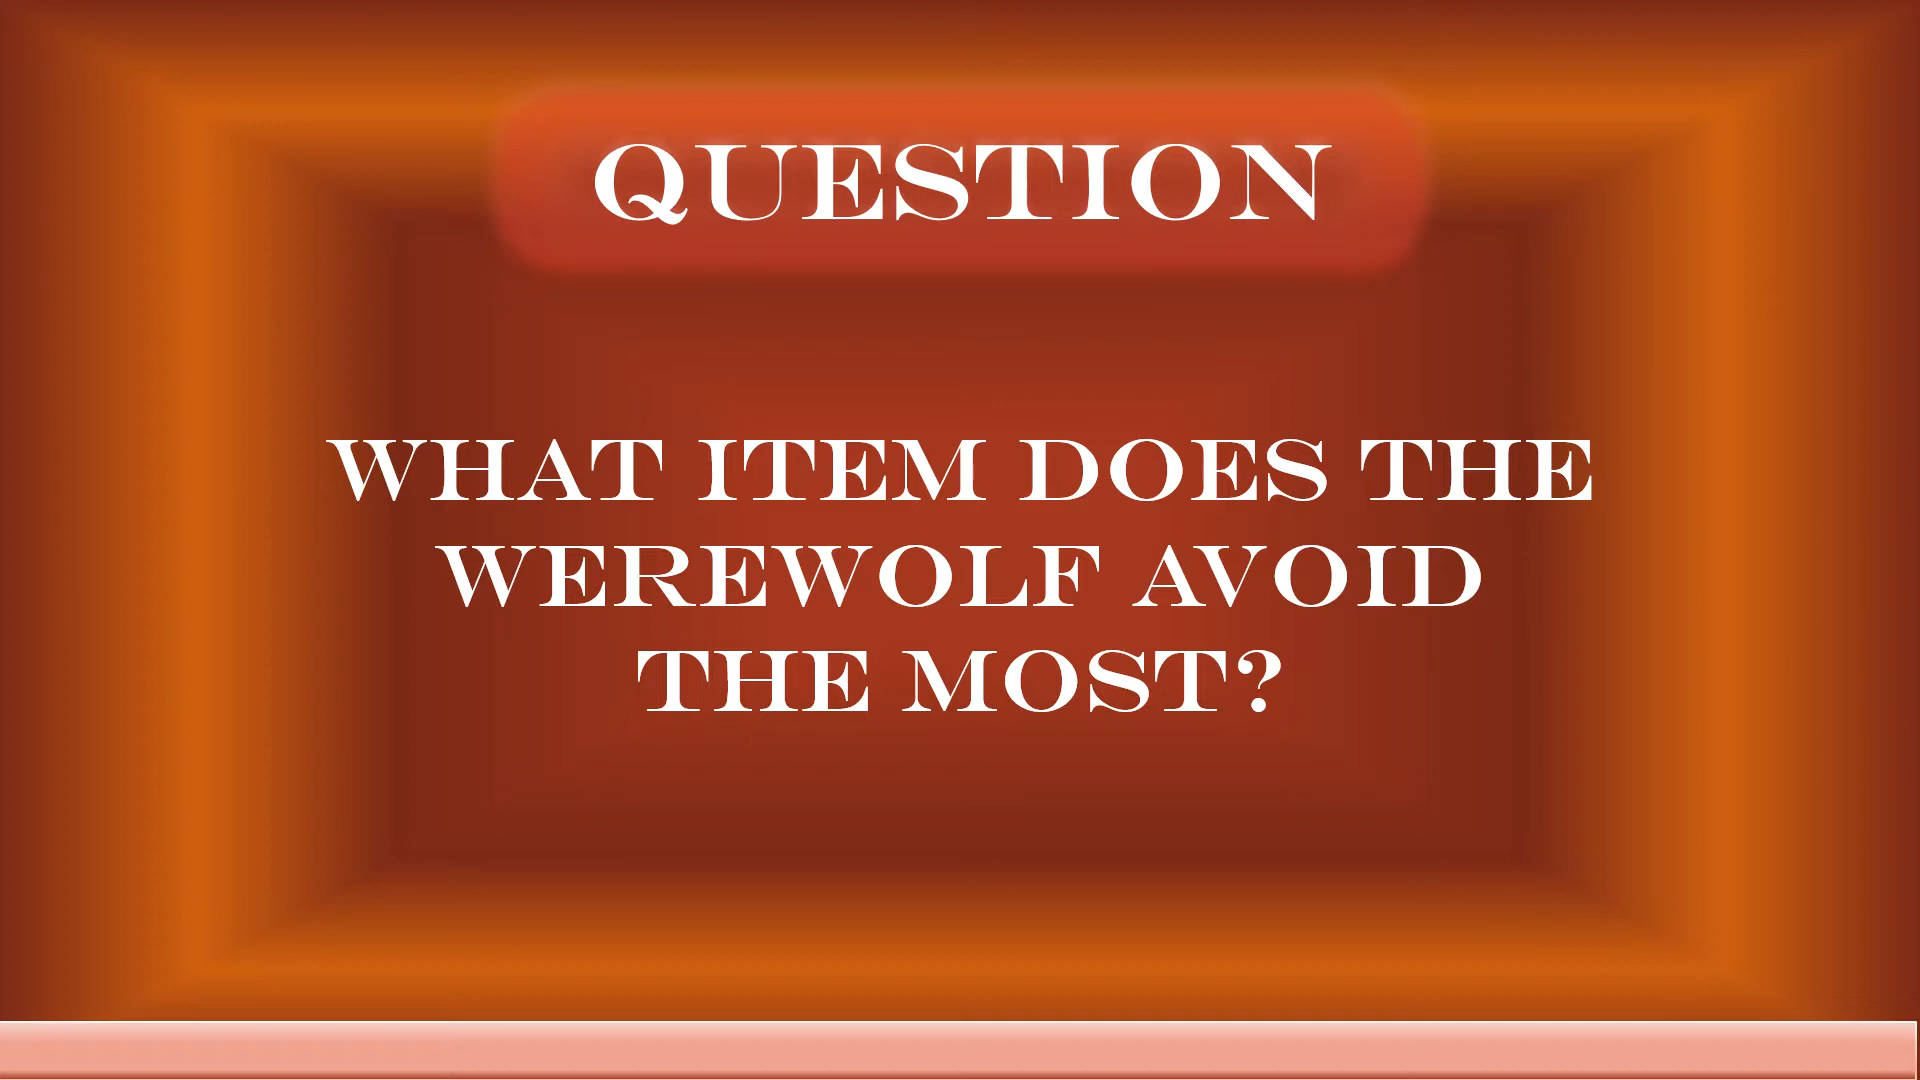 QUESTION
WHAT ITEM DOES THE
WEREWOLF AVOID
THE MOST?